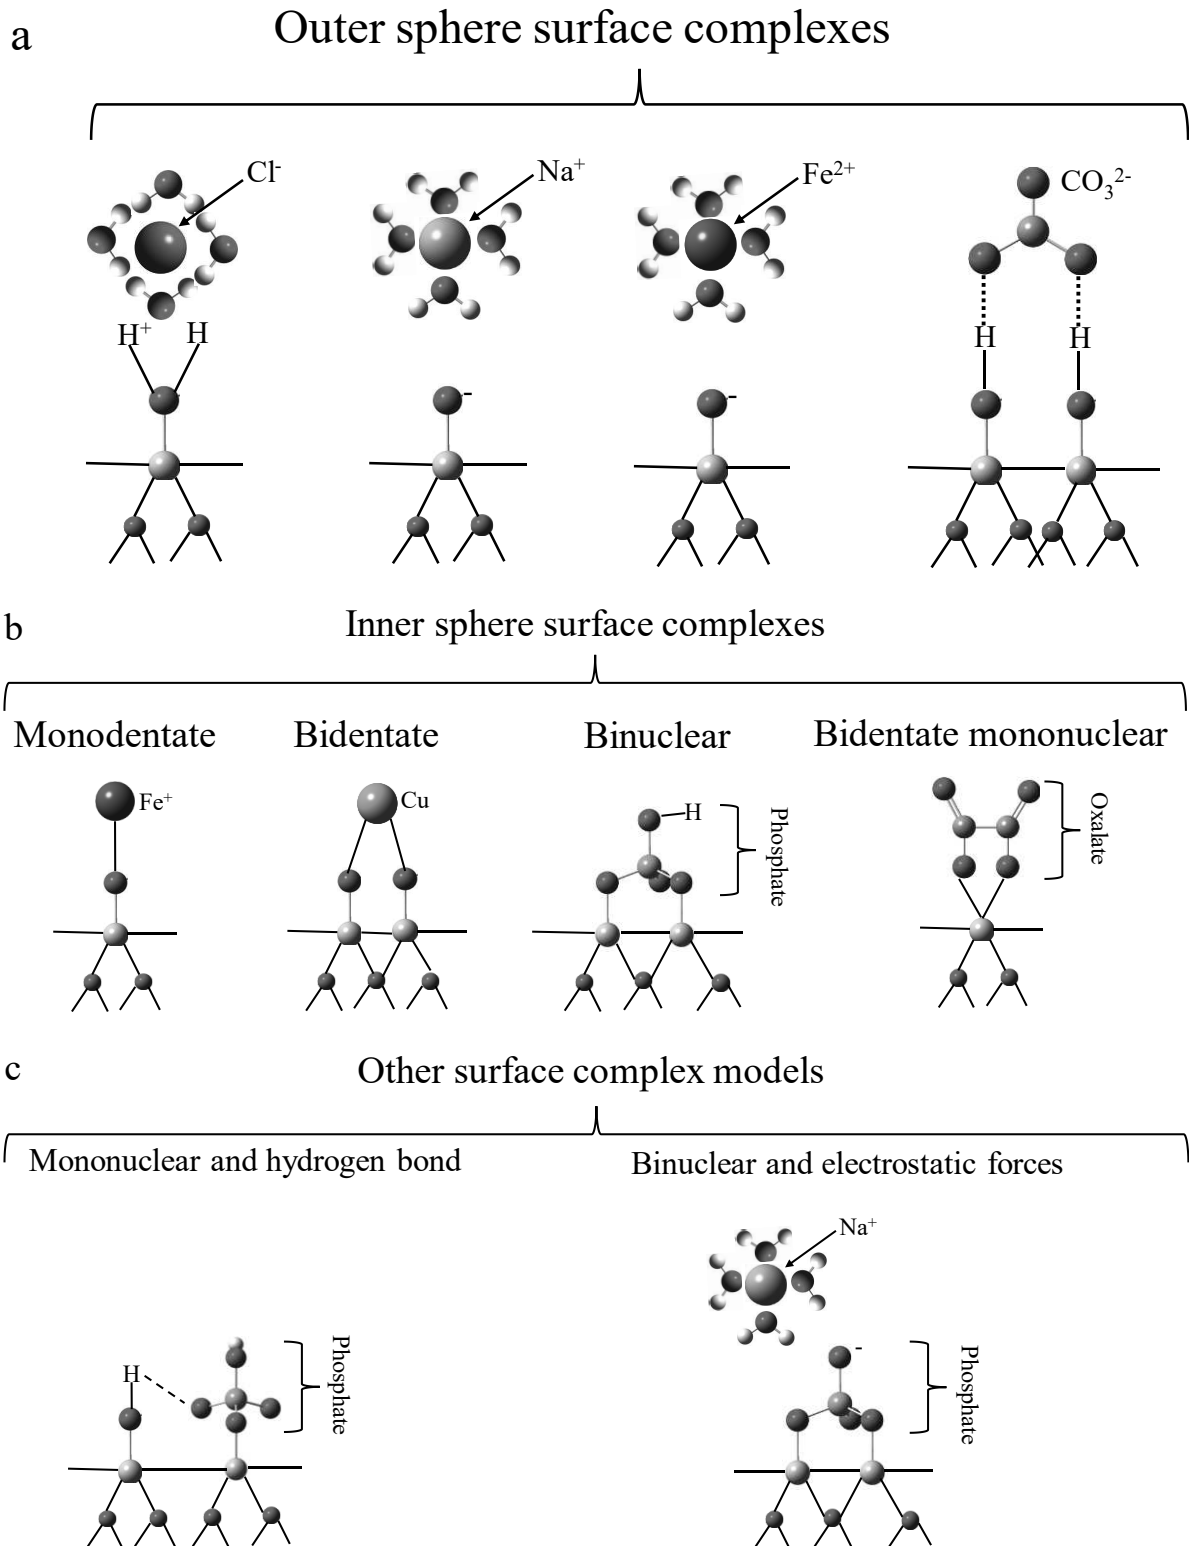 a
Outer sphere surface complexes
Cl-
Na+
Fe2+
CO32-
H+
H
H
H
-
-
b
Inner sphere surface complexes
Monodentate
Bidentate
Binuclear
Bidentate mononuclear
Fe+
Cu
H
Phosphate
Oxalate
c
Other surface complex models
Mononuclear and hydrogen bond
Binuclear and electrostatic forces
Na+
H
Phosphate
-
Phosphate